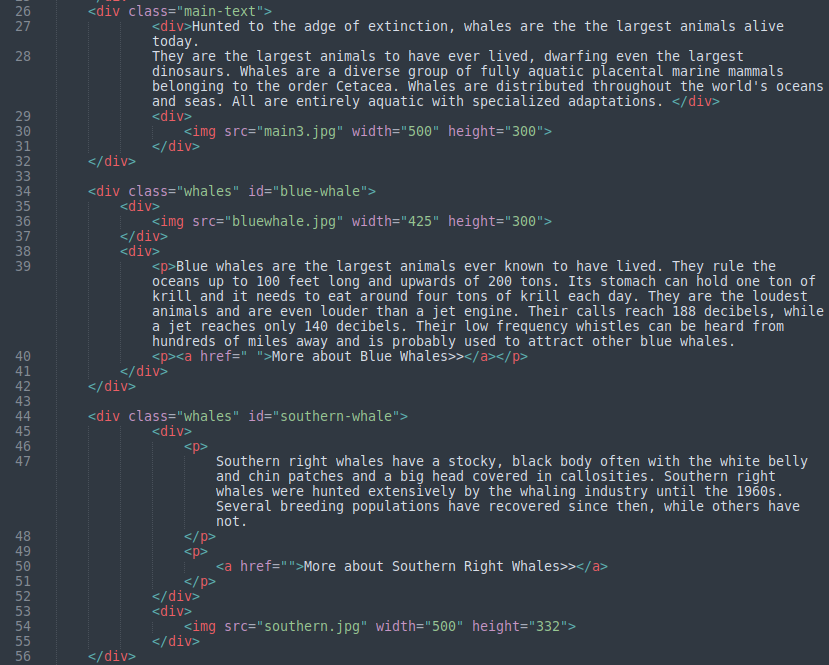 26 <div class="main-text">
27 <div>Hunted to the adge of extinction, whales are the the largest animals alive
today.
28 They are the largest animals to have ever lived, dwarfing even the largest
dinosaurs. Whales are a diverse group of fully aquatic placental marine mammals
belonging to the order Cetacea. Whales are distributed throughout the world's oceans
and seas. All are entirely aquatic with specialized adaptations. </div>
29 <div>
30 <img src="main3.jpg" width="500" height="300">
31 </div>
32 </div>
33
34 <div class="whales" id="blue-whale">
35 <div>
36 <img src="bluewhale.jpg" width="425" height="300">
37 </div>
38 <div>
39 <p>Blue whales are the largest animals ever known to have lived. They rule the
oceans up to 100 feet long and upwards of 200 tons. Its stomach can hold one ton of
krill and it needs to eat around four tons of krill each day. They are the loudest
animals and are even louder than a jet engine. Their calls reach 188 decibels, while
a jet reaches only 140 decibels. Their low frequency whistles can be heard from
hundreds of miles away and is probably used to attract other blue whales.
40 <p><a href=" ">More about Blue Whales>></a></p>
41 </div>
42 </div>
43
44 <div class="whales" id="southern-whale">
45 <div>
46 <p>
47 Southern right whales have a stocky, black body often with the white belly
and chin patches and a big head covered in callosities. Southern right
whales were hunted extensively by the whaling industry until the 1960s.
Several breeding populations have recovered since then, while others have
not.
48 </p>
49 <p>
50 <a href="">More about Southern Right Whales>></a>
51 </p>
52 </div>
53 <div>
54 <img src="southern.jpg" width="500" height="332">
55 </div>
56 </div>